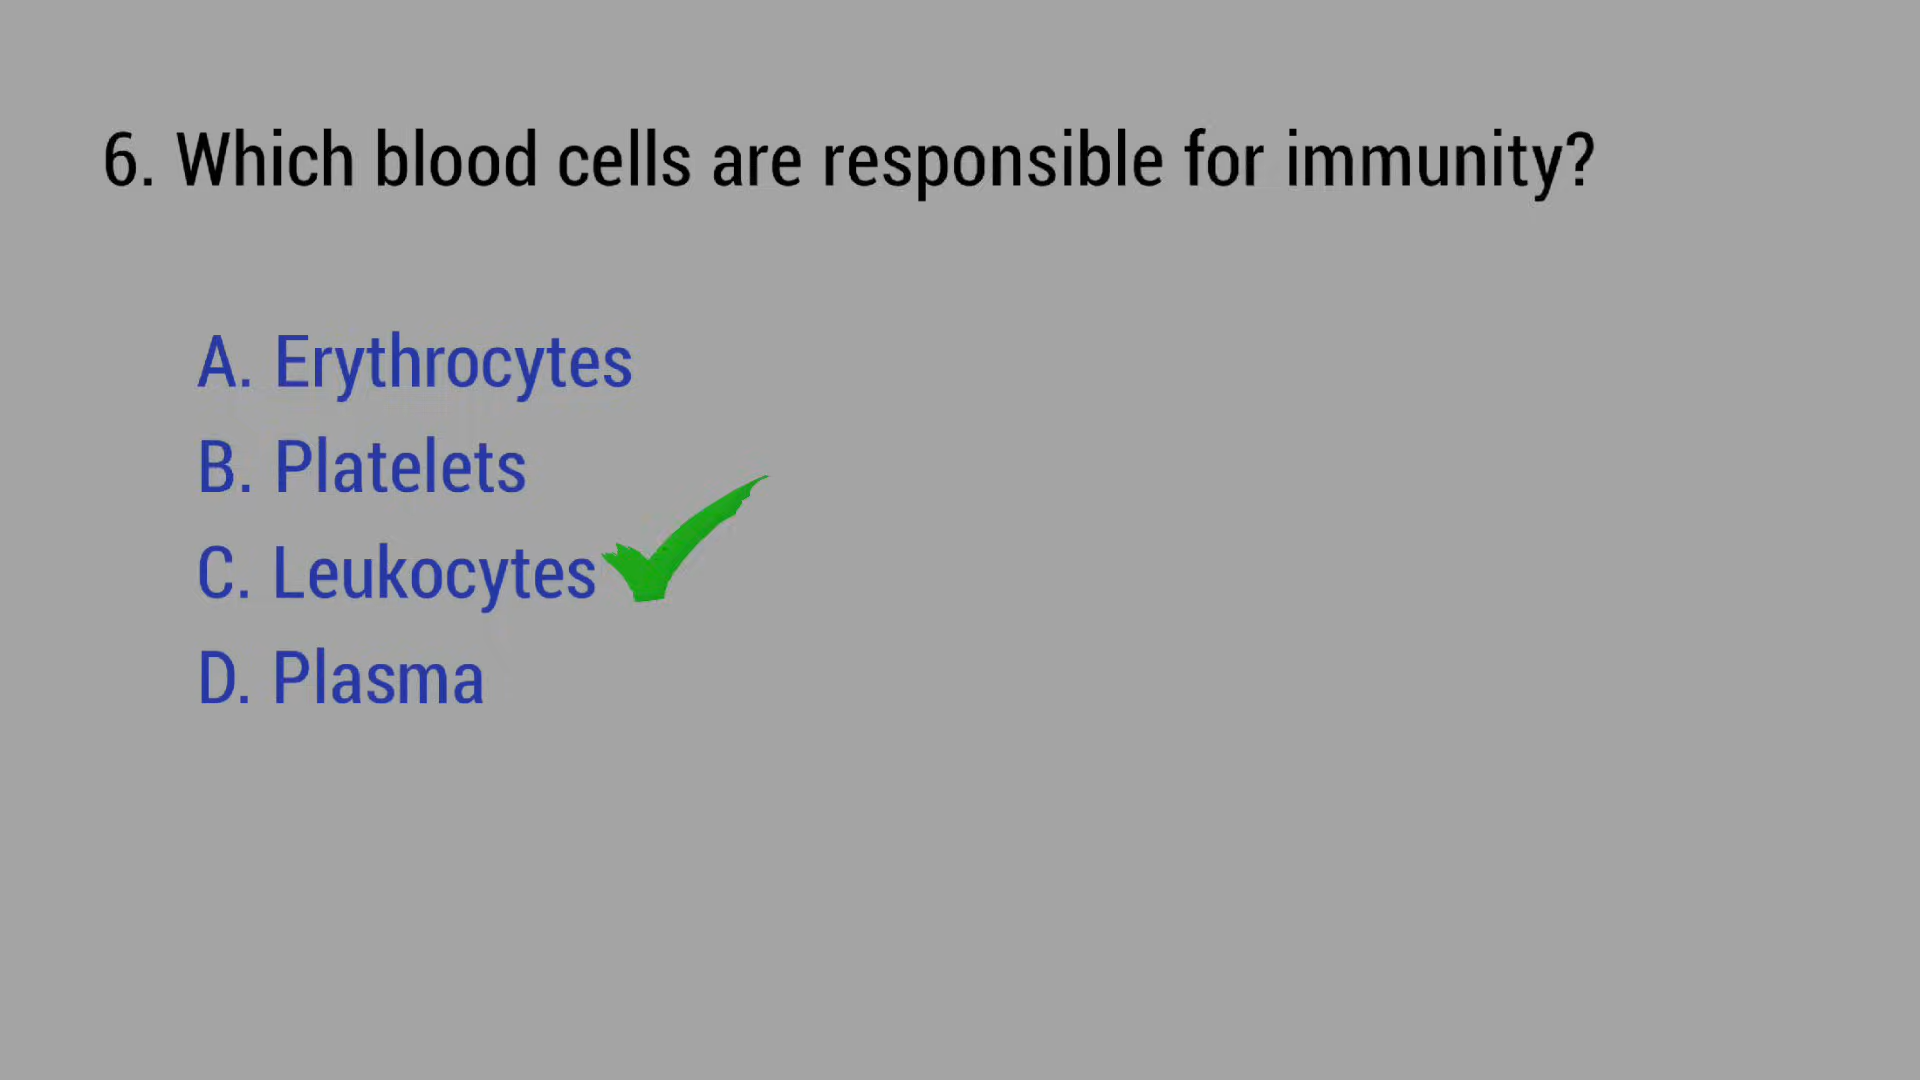 6. Which blood cells are responsible for immunity?
A. Erythrocytes
B. Platelets
C. Leukocytes
D. Plasma